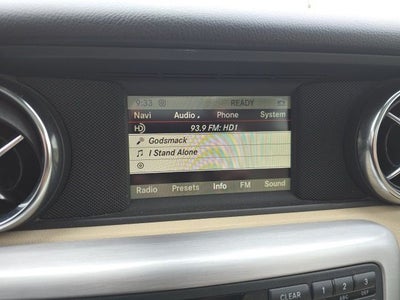 9:33 READY
Navi Audio Phone System
HD 93.9 FM: HD1
Godsmack
I Stand Alone
Radio Presets Info FM Sound
CLEAR 1 2 3